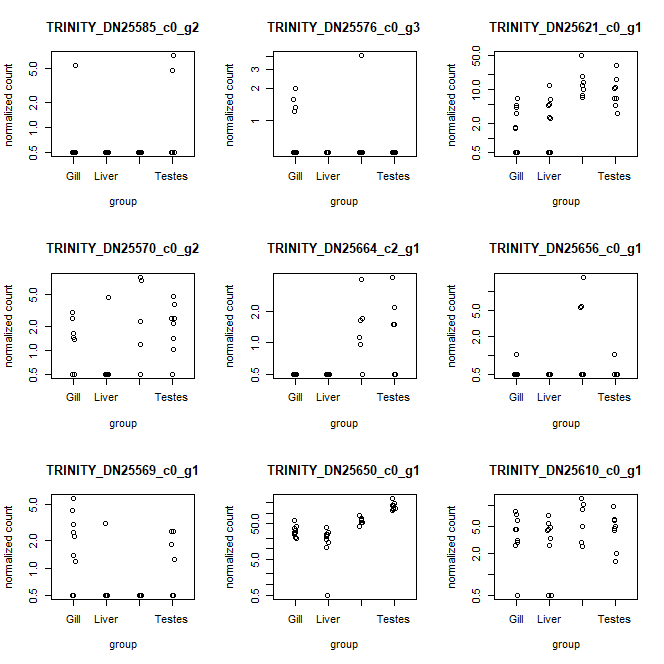 TRINITY_DN25585_c0_g2
normalized count
5.0
2.0
1.0
0.5
Gill Liver Testes
group
TRINITY_DN25576_c0_g3
normalized count
3
2
1
Gill Liver Testes
group
TRINITY_DN25621_c0_g1
normalized count
50.0
10.0
2.0
0.5
Gill Liver Testes
group
TRINITY_DN25570_c0_g2
normalized count
5.0
2.0
1.0
0.5
Gill Liver Testes
group
TRINITY_DN25664_c2_g1
normalized count
2.0
1.0
0.5
Gill Liver Testes
group
TRINITY_DN25656_c0_g1
normalized count
5.0
2.0
0.5
Gill Liver Testes
group
TRINITY_DN25569_c0_g1
normalized count
5.0
2.0
1.0
0.5
Gill Liver Testes
group
TRINITY_DN25650_c0_g1
normalized count
50.0
5.0
0.5
Gill Liver Testes
group
TRINITY_DN25610_c0_g1
normalized count
5.0
2.0
0.5
Gill Liver Testes
group